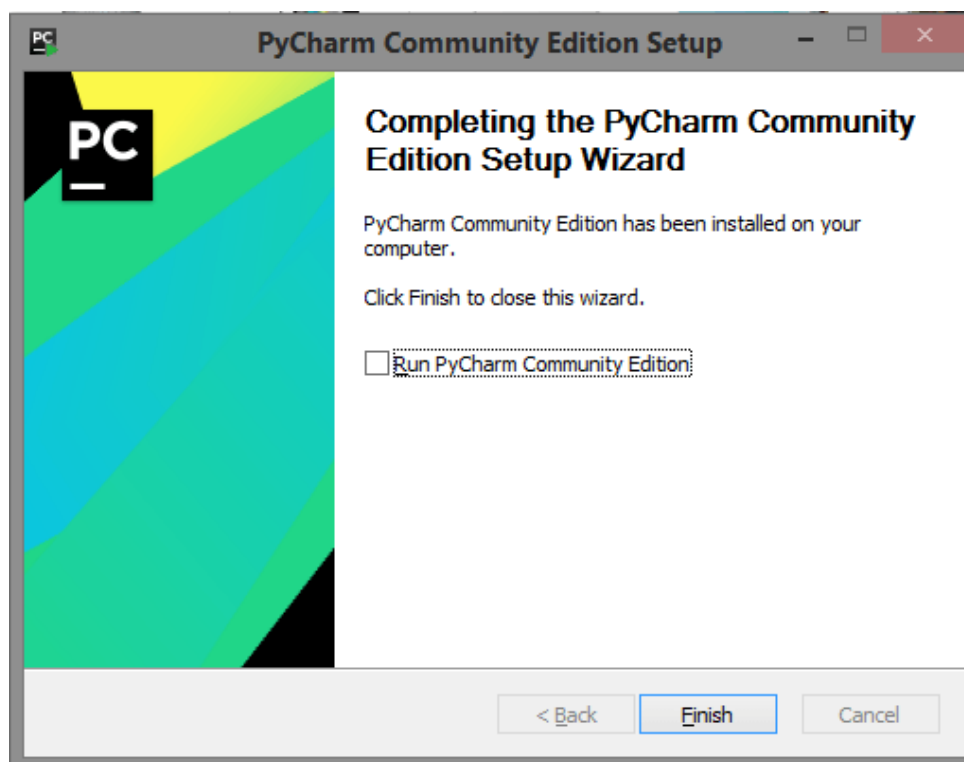 PC
PyCharm Community Edition Setup
PC
Completing the PyCharm Community
Edition Setup Wizard
PyCharm Community Edition has been installed on your
computer.
Click Finish to close this wizard.
Run PyCharm Community Edition
< Back
Finish
Cancel